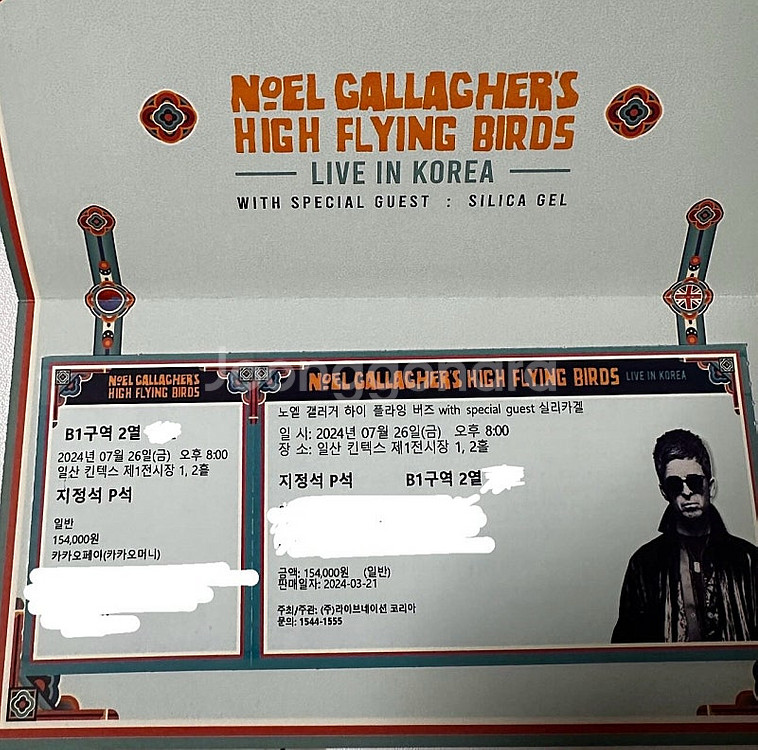 NOEL GALLAGHER'S
HIGH FLYING BIRDS
LIVE IN KOREA
WITH SPECIAL GUEST : SILICA GEL
Joonggonara
NOEL GALLAGHER'S
HIGH FLYING BIRDS
B1구역 2열
2024년 07월 26일(금) 오후 8:00
일산 킨텍스 제1전시장 1, 2홀
지정석 P석
일반
154,000원
카카오페이(카카오머니)
NOEL GALLAGHER'S HIGH FLYING BIRDS LIVE IN KOREA
노엘 갤러거 하이 플라잉 버즈 with special guest 실리카겔
일 시: 2024년 07월 26일(금) 오후 8:00
장 소: 일산 킨텍스 제1전시장 1, 2홀
지정석 P석 B1구역 2열
금액: 154,000원 (일반)
판매일자: 2024-03-21
주최/주관: (주)라이브네이션 코리아
문의: 1544-1555